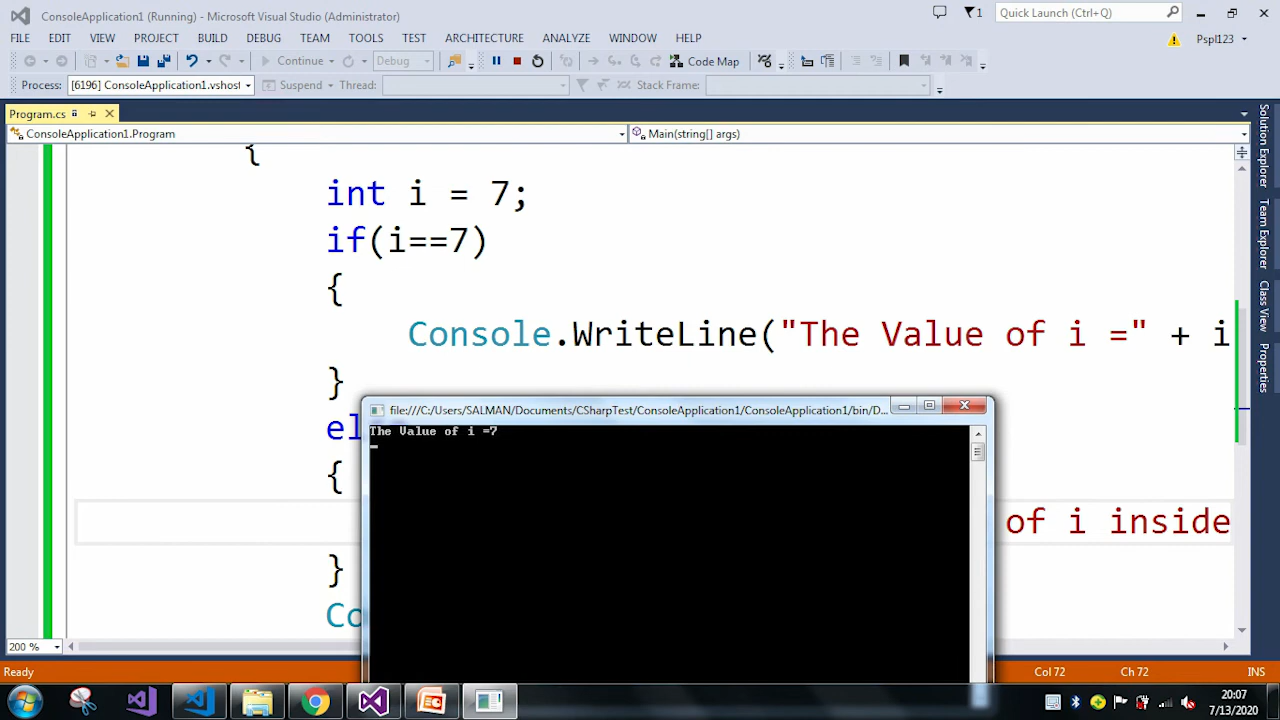 ConsoleApplication1 (Running) - Microsoft Visual Studio (Administrator)
1
Quick Launch (Ctrl+Q)
FILE EDIT VIEW PROJECT BUILD DEBUG TEAM TOOLS TEST ARCHITECTURE ANALYZE WINDOW HELP
Pspl123
Continue Debug Code Map
Process: [6196] ConsoleApplication1.vshost Suspend Thread: Stack Frame:
Program.cs
ConsoleApplication1.Program
Main(string[] args)
{
int i = 7;
if(i==7)
{
Console.WriteLine("The Value of i =" + i
}
el
{
of i inside
}
Co
file:///C:/Users/SALMAN/Documents/CSharpTest/ConsoleApplication1/ConsoleApplication1/bin/D...
The Value of i =7
Solution Explorer
Team Explorer
Class View
Properties
200 %
Ready
Col 72
Ch 72
INS
20:07
7/13/2020